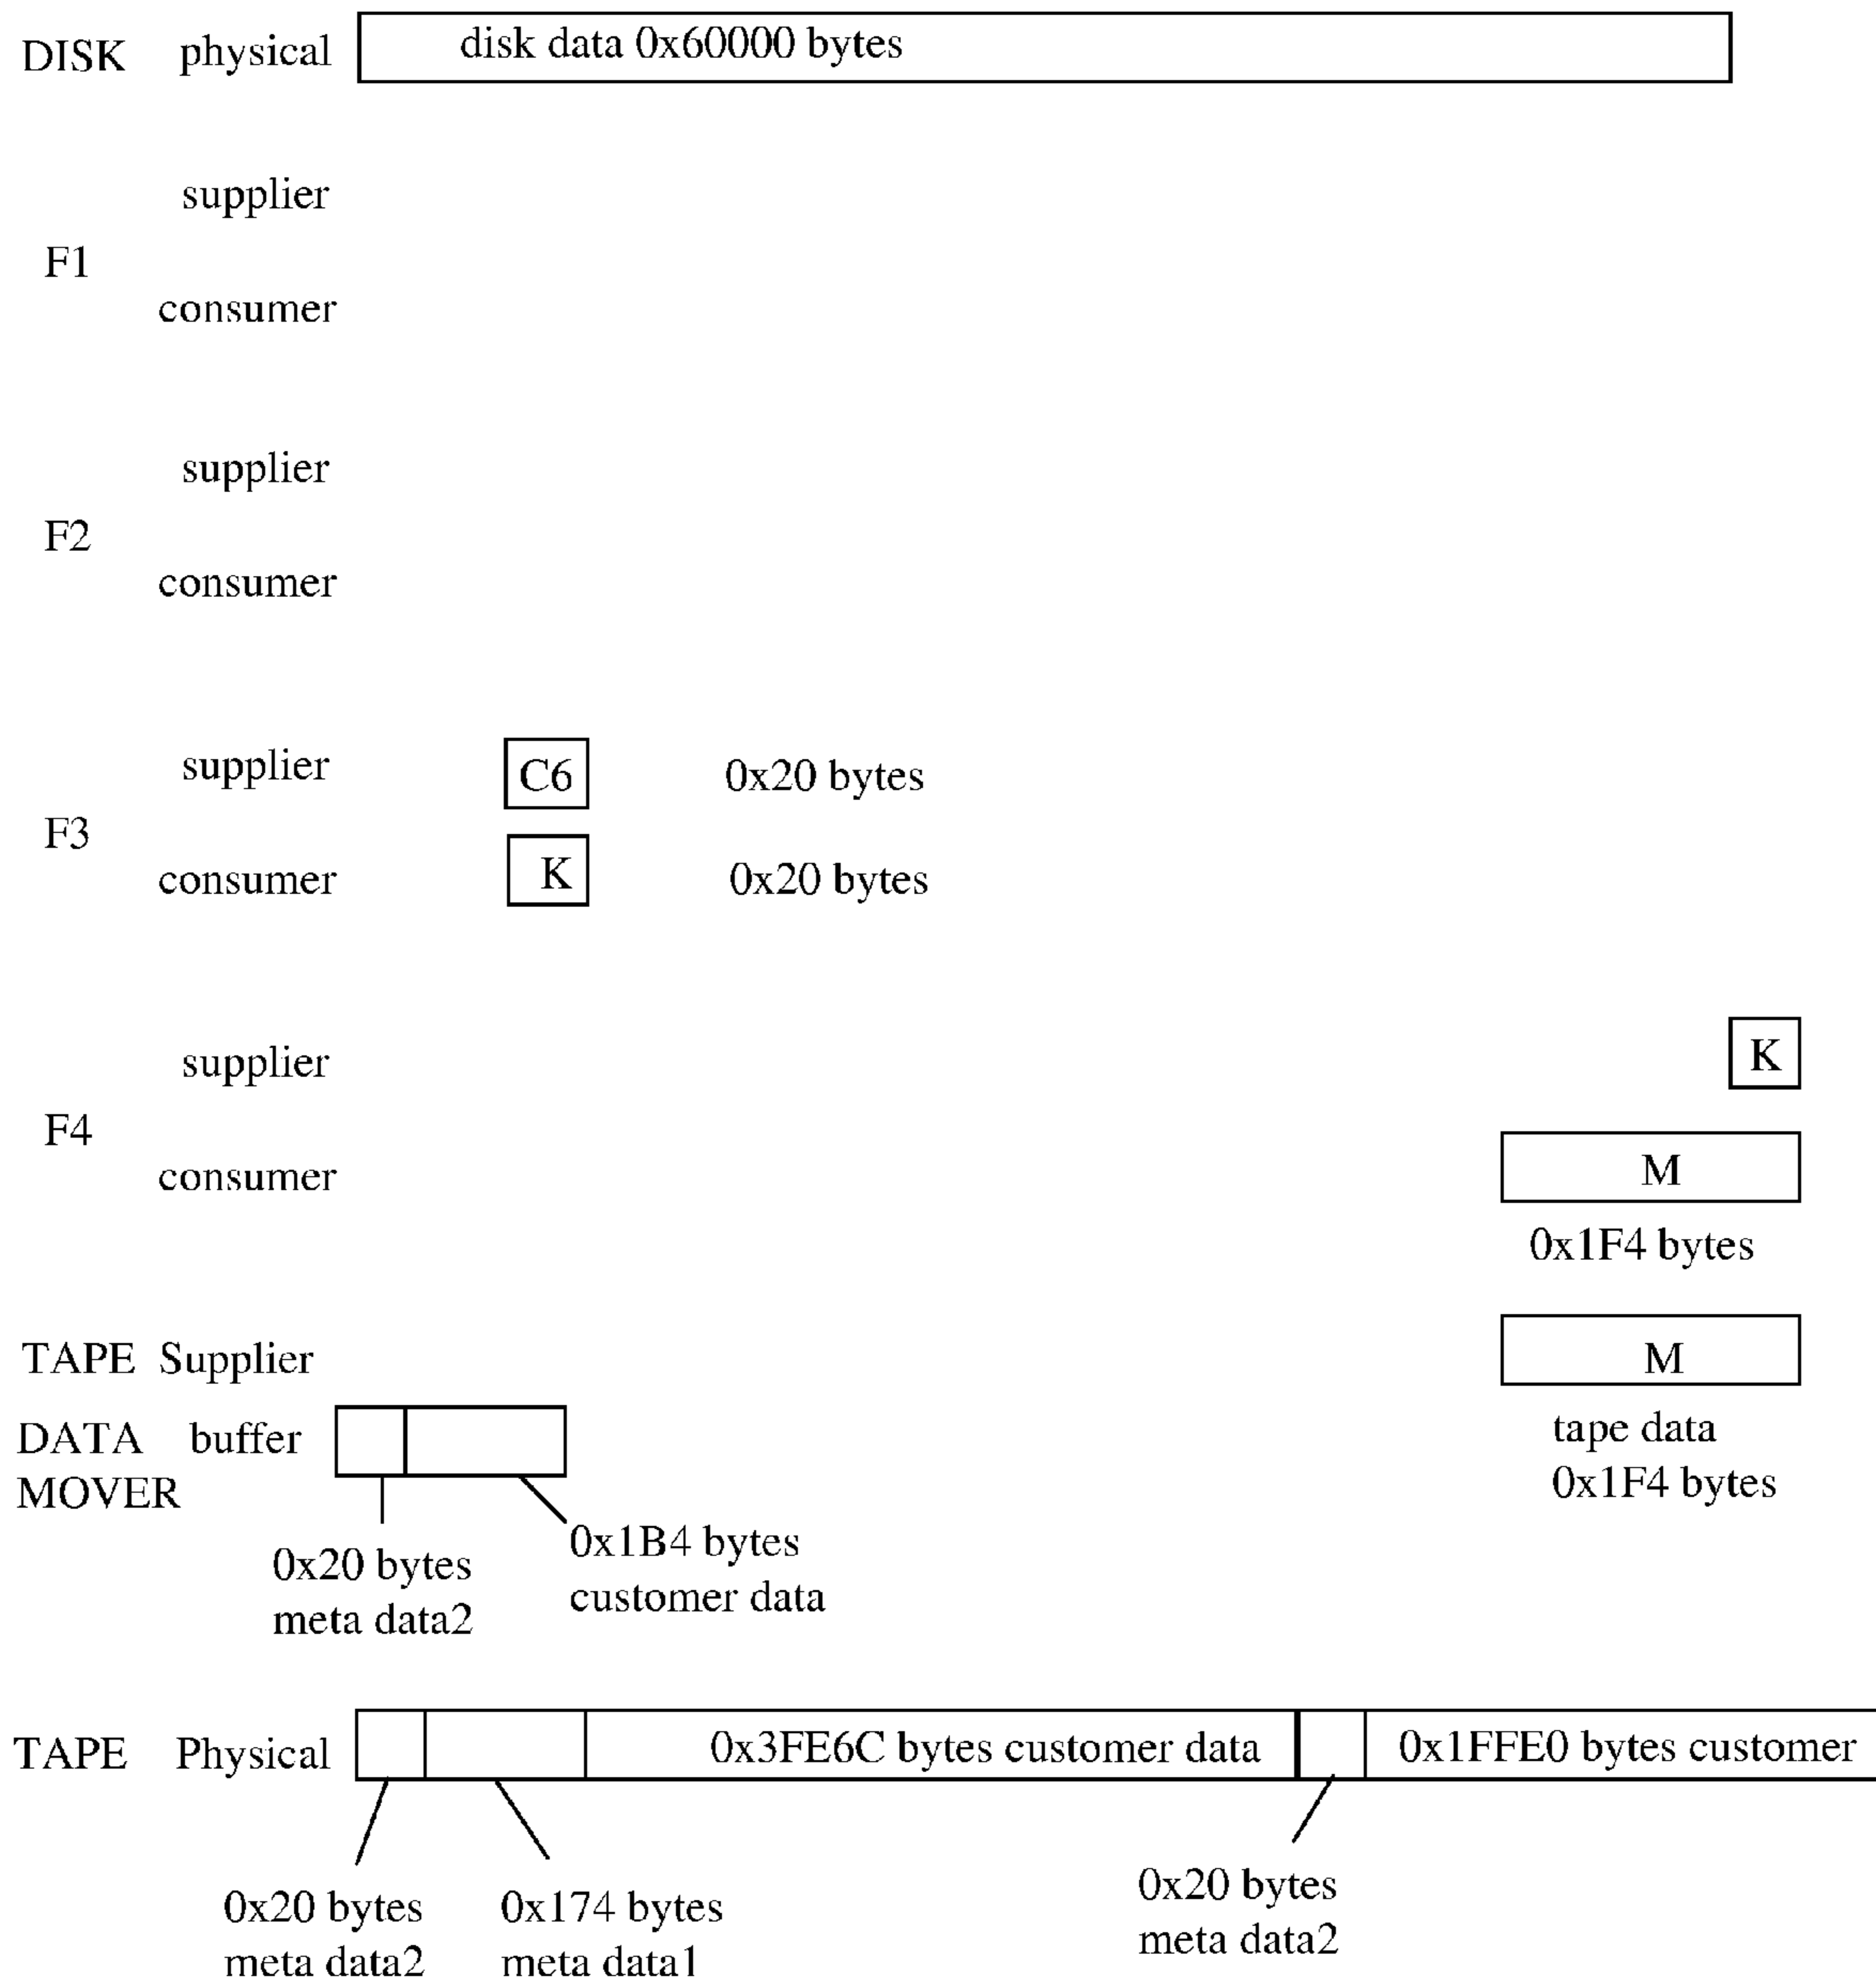 DISK physical disk data 0x60000 bytes
supplier
F1
consumer
supplier
F2
consumer
supplier C6 0x20 bytes
F3
consumer K 0x20 bytes
supplier K
F4
consumer M
0x1F4 bytes
TAPE Supplier M
DATA buffer tape data
MOVER 0x1F4 bytes
0x20 bytes 0x1B4 bytes
meta data2 customer data
TAPE Physical 0x3FE6C bytes customer data 0x1FFE0 bytes customer
0x20 bytes 0x174 bytes 0x20 bytes
meta data2 meta data1 meta data2